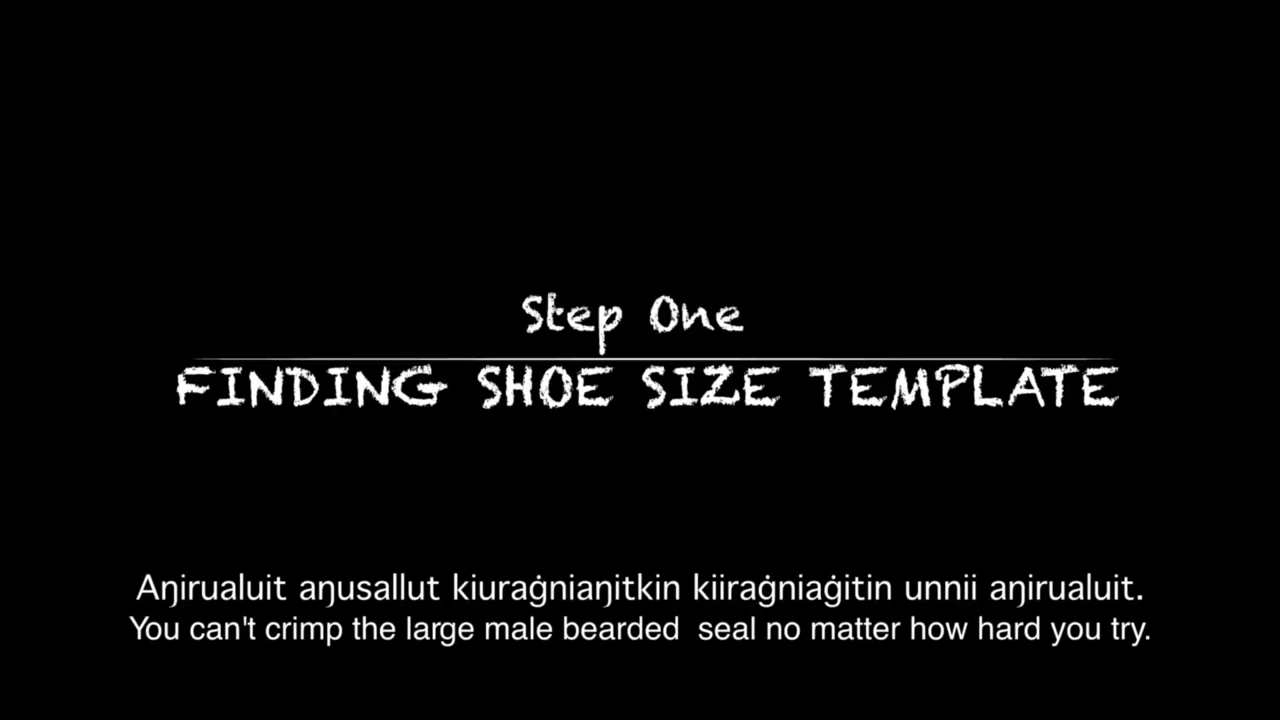 Step One
FINDING SHOE SIZE TEMPLATE
Aŋirualuit aŋusallut kiuraġniaŋitkin kiiraġniaġitin unnii aŋirualuit.
You can't crimp the large male bearded  seal no matter how hard you try.